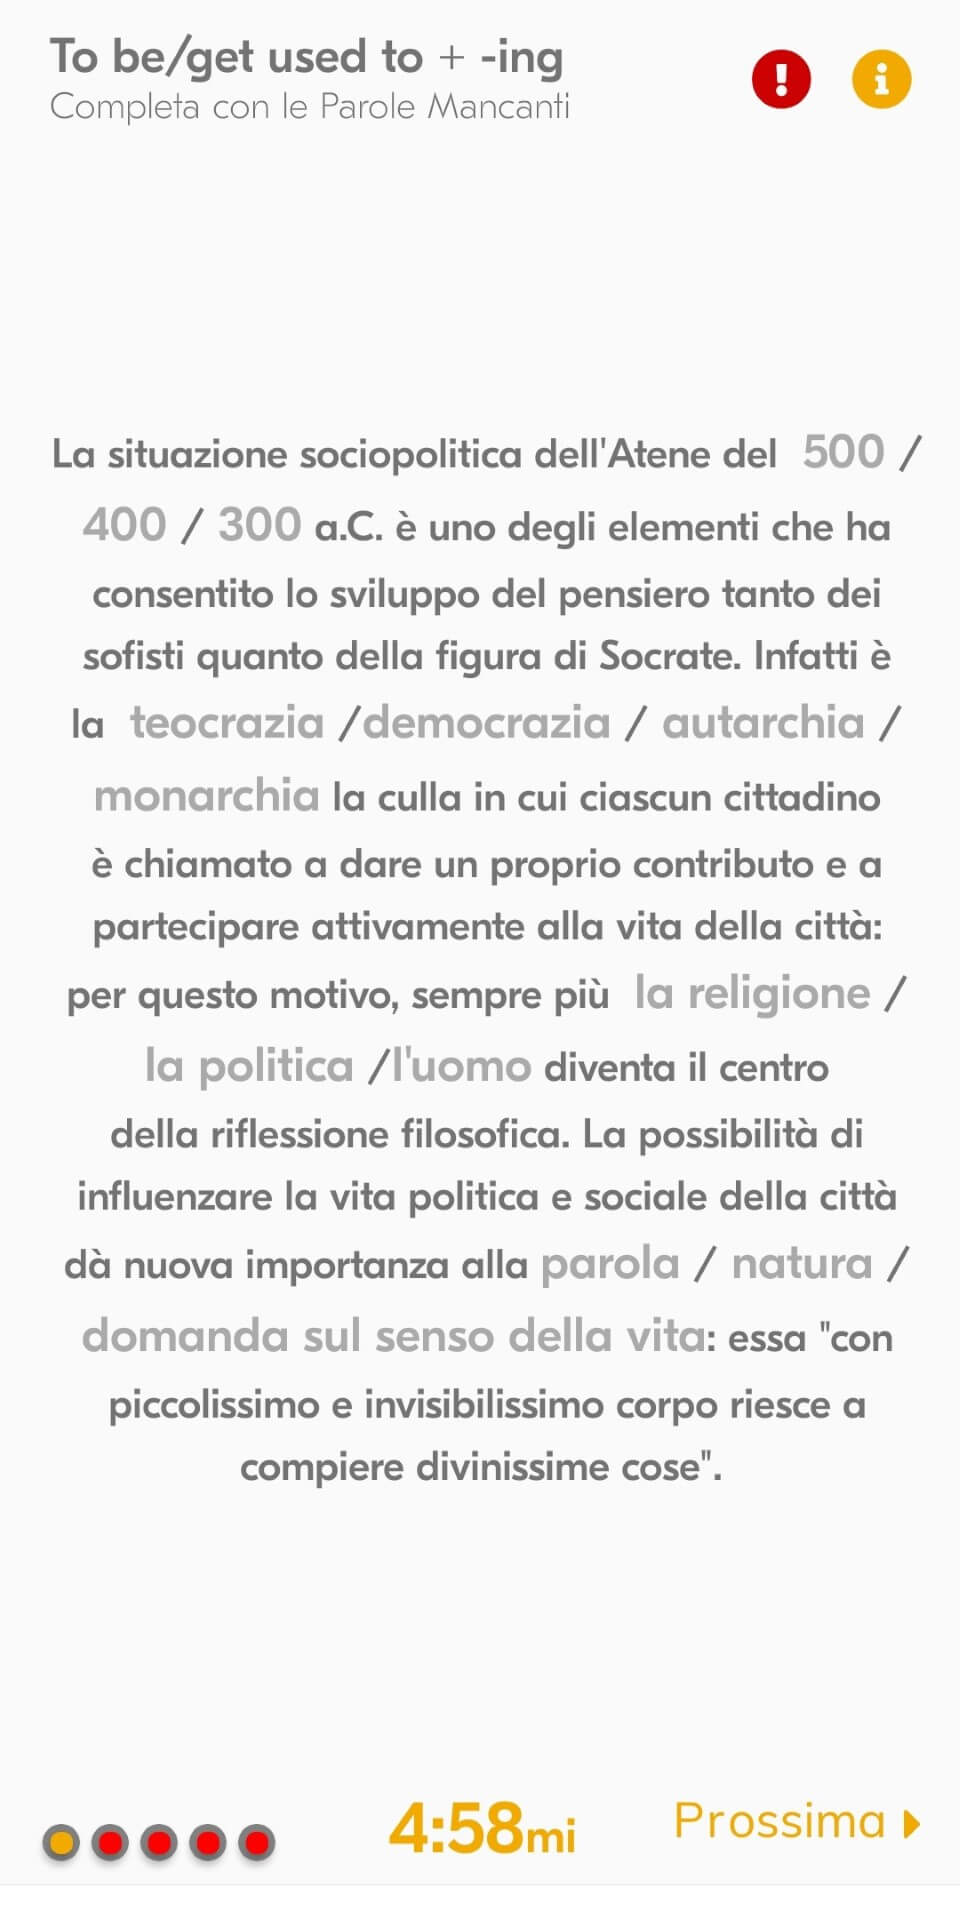 To be/get used to + -ing
Completa con le Parole Mancanti
La situazione sociopolitica dell'Atene del 500 /
400 / 300 a.C. è uno degli elementi che ha
consentito lo sviluppo del pensiero tanto dei
sofisti quanto della figura di Socrate. Infatti è
la teocrazia /democrazia / autarchia /
monarchia la culla in cui ciascun cittadino
è chiamato a dare un proprio contributo e a
partecipare attivamente alla vita della città:
per questo motivo, sempre più la religione /
la politica /l'uomo diventa il centro
della riflessione filosofica. La possibilità di
influenzare la vita politica e sociale della città
dà nuova importanza alla parola / natura /
domanda sul senso della vita: essa "con
piccolissimo e invisibilissimo corpo riesce a
compiere divinissime cose".
4:58mi
Prossima